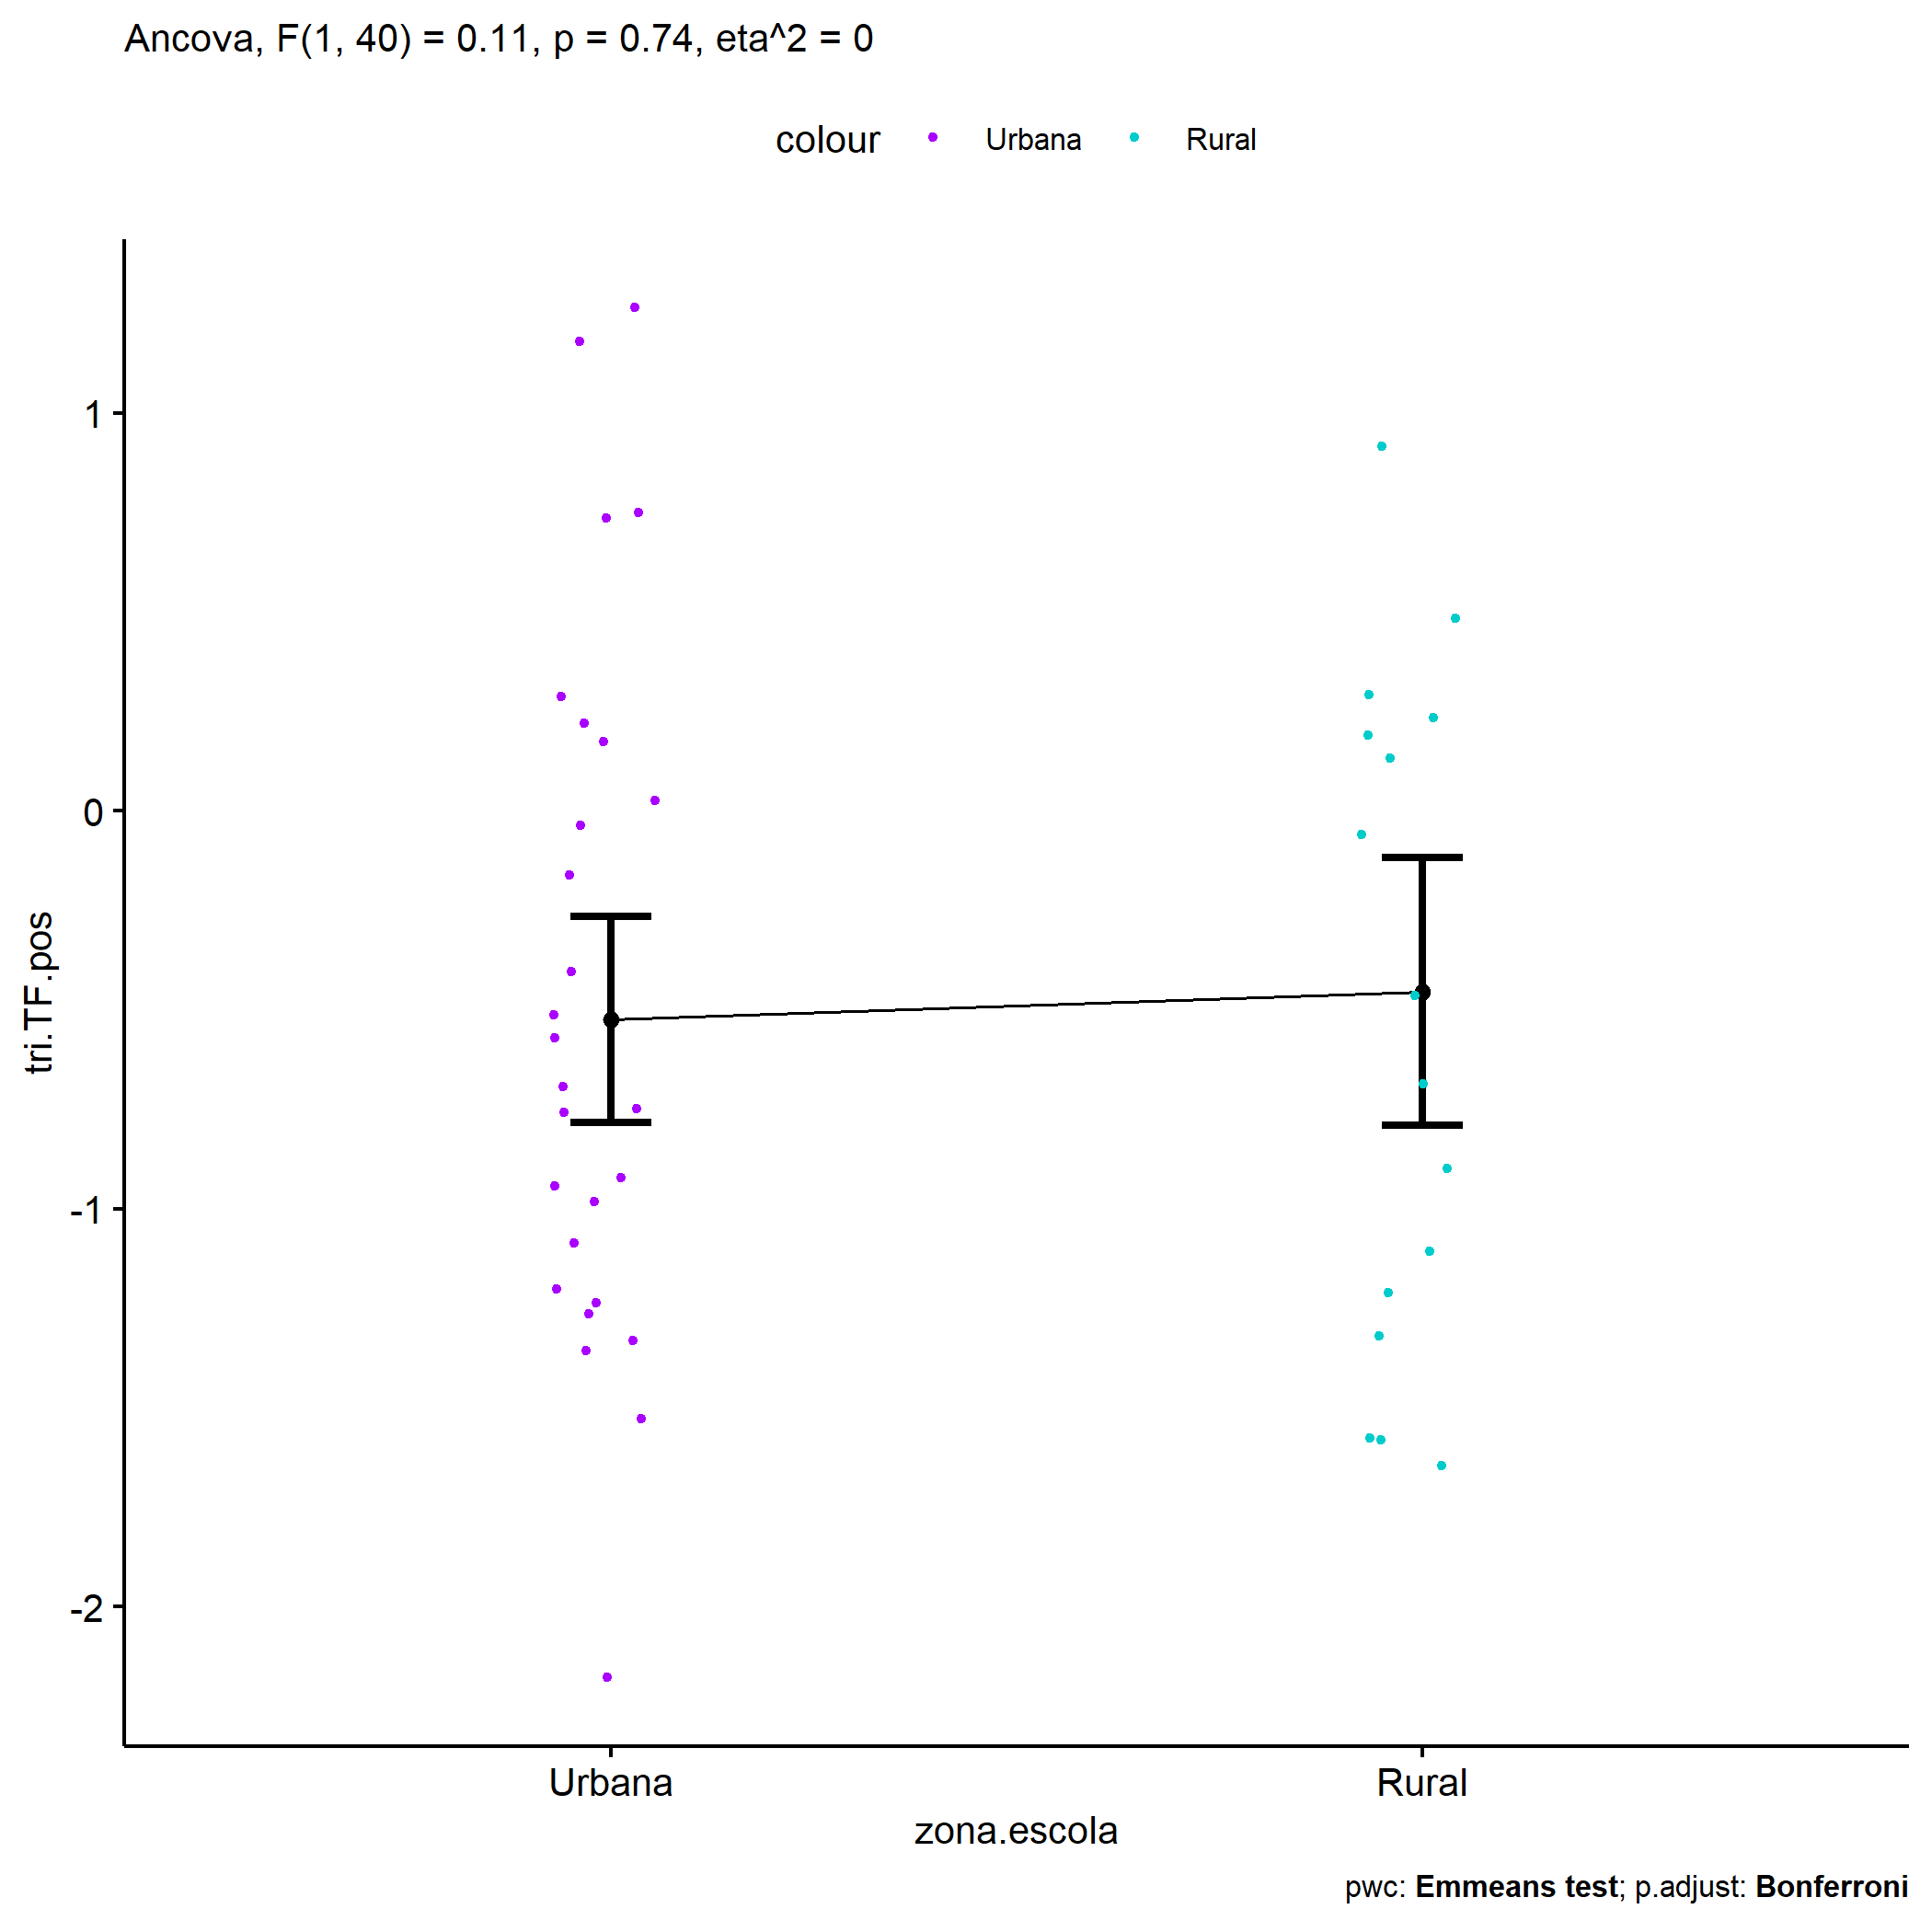 Ancova, F(1, 40) = 0.11, p = 0.74, eta^2 = 0
colour Urbana Rural
1
0
-1
-2
tri.TF.pos
Urbana Rural
zona.escola
pwc: Emmeans test; p.adjust: Bonferroni